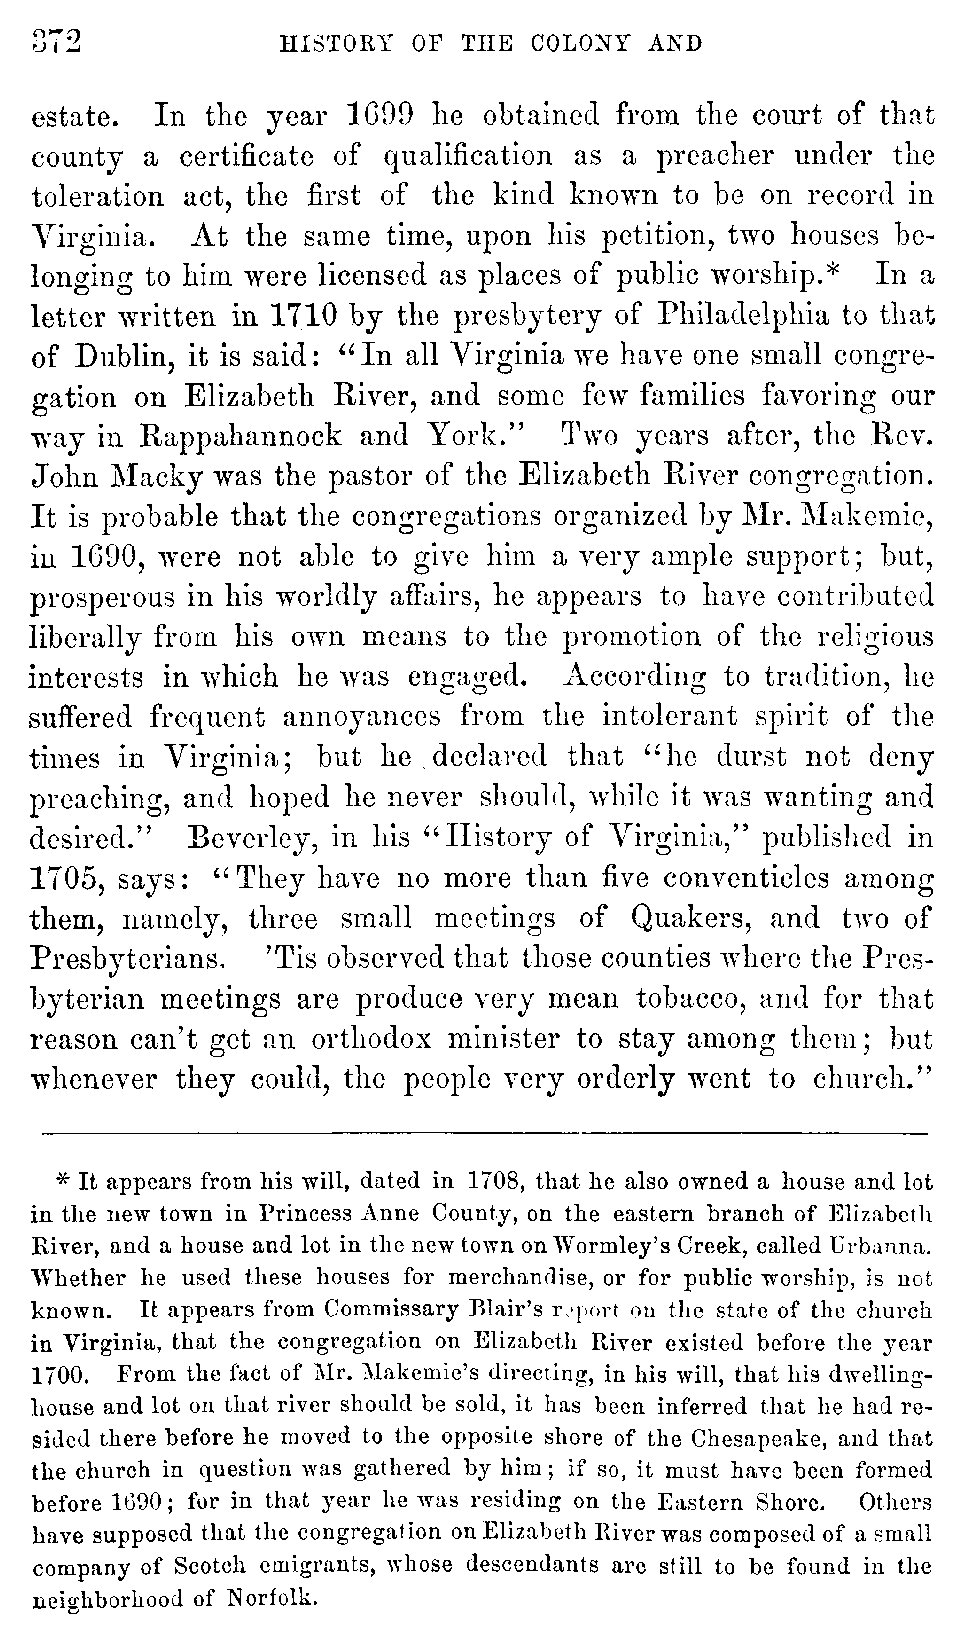 372 HISTORY OF THE COLONY AND
estate. In the year 1699 he obtained from the court of that
county a certificate of qualification as a preacher under the
toleration act, the first of the kind known to be on record in
Virginia. At the same time, upon his petition, two houses be-
longing to him were licensed as places of public worship.* In a
letter written in 1710 by the presbytery of Philadelphia to that
of Dublin, it is said: "In all Virginia we have one small congre-
gation on Elizabeth River, and some few families favoring our
way in Rappahannock and York." Two years after, the Rev.
John Macky was the pastor of the Elizabeth River congregation.
It is probable that the congregations organized by Mr. Makemie,
in 1690, were not able to give him a very ample support; but,
prosperous in his worldly affairs, he appears to have contributed
liberally from his own means to the promotion of the religious
interests in which he was engaged. According to tradition, he
suffered frequent annoyances from the intolerant spirit of the
times in Virginia; but he declared that "he durst not deny
preaching, and hoped he never should, while it was wanting and
desired." Beverley, in his "History of Virginia," published in
1705, says: "They have no more than five conventicles among
them, namely, three small meetings of Quakers, and two of
Presbyterians. 'Tis observed that those counties where the Pres-
byterian meetings are produce very mean tobacco, and for that
reason can't get an orthodox minister to stay among them; but
whenever they could, the people very orderly went to church."
* It appears from his will, dated in 1708, that he also owned a house and lot
in the new town in Princess Anne County, on the eastern branch of Elizabeth
River, and a house and lot in the new town on Wormley's Creek, called Urbanna.
Whether he used these houses for merchandise, or for public worship, is not
known. It appears from Commissary Blair's report on the state of the church
in Virginia, that the congregation on Elizabeth River existed before the year
1700. From the fact of Mr. Makemie's directing, in his will, that his dwelling-
house and lot on that river should be sold, it has been inferred that he had re-
sided there before he moved to the opposite shore of the Chesapeake, and that
the church in question was gathered by him; if so, it must have been formed
before 1690; for in that year he was residing on the Eastern Shore. Others
have supposed that the congregation on Elizabeth River was composed of a small
company of Scotch emigrants, whose descendants are still to be found in the
neighborhood of Norfolk.